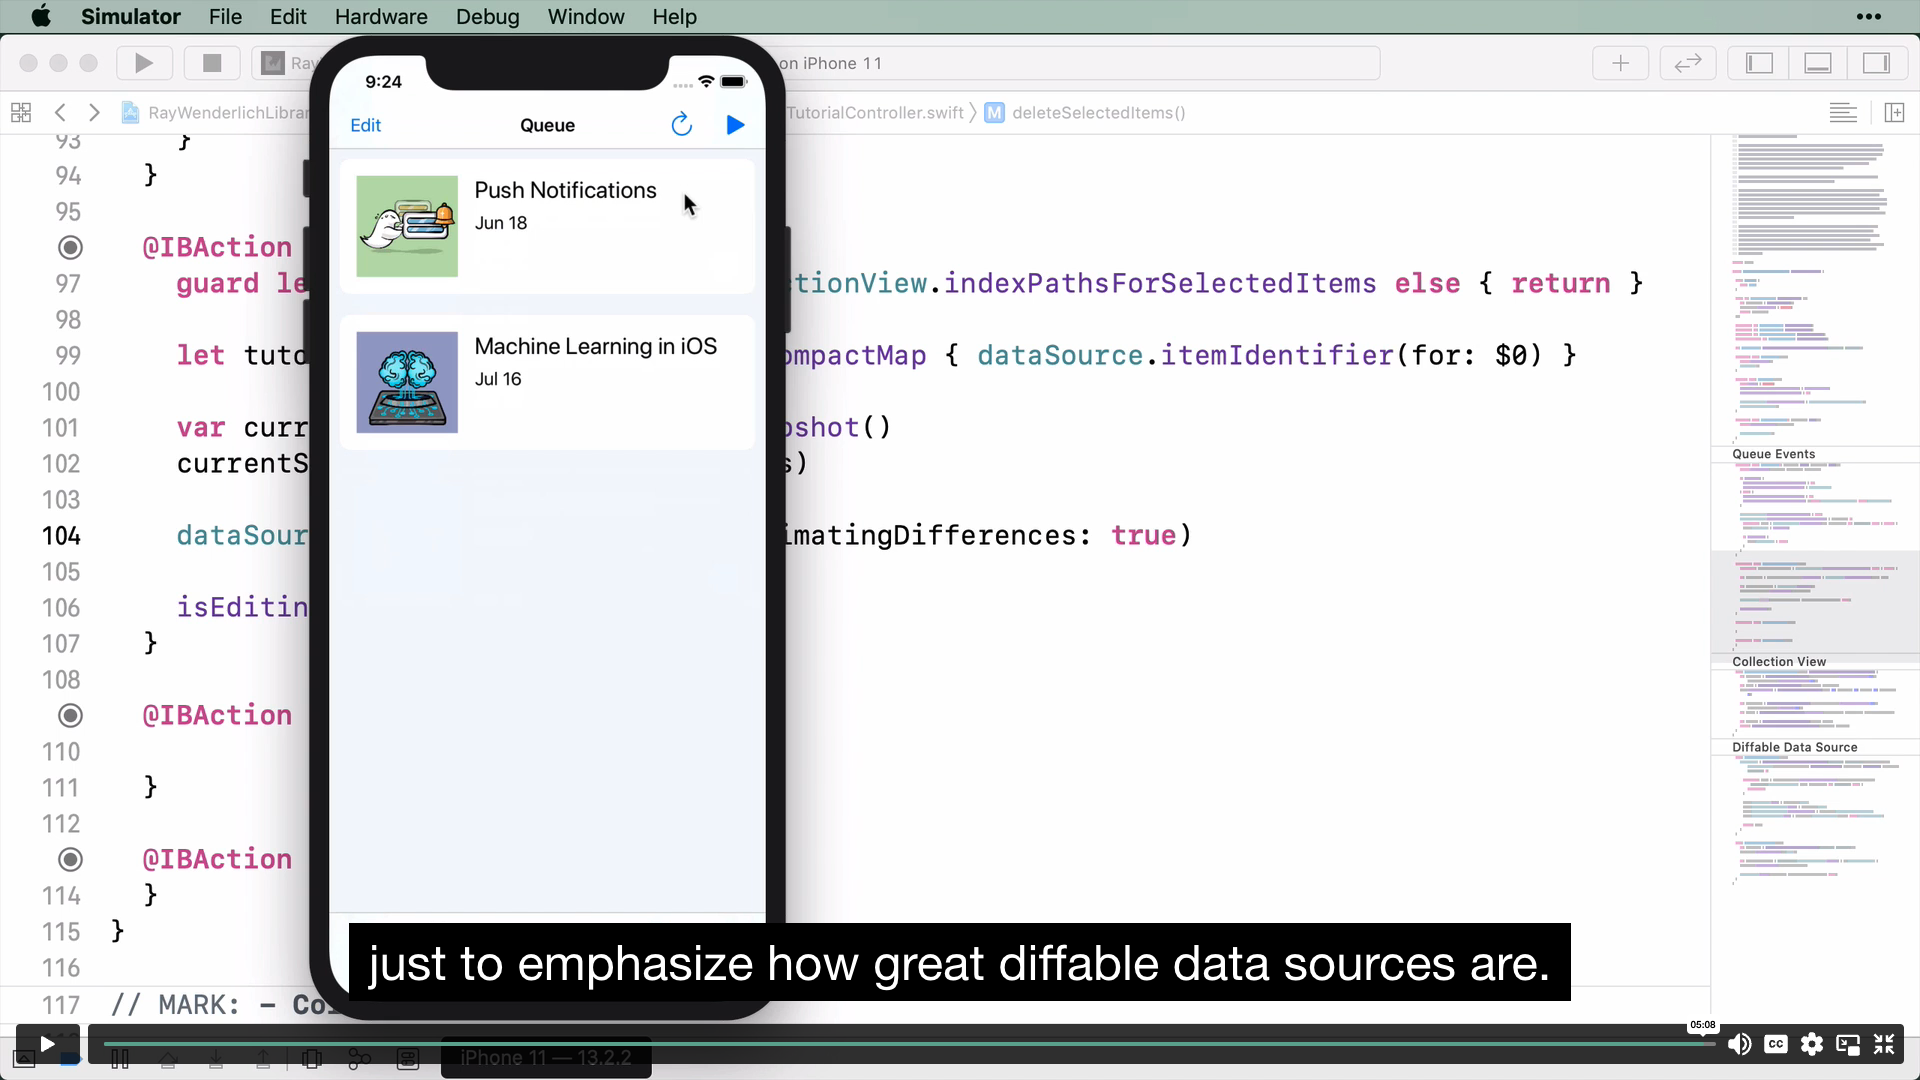 Simulator File Edit Hardware Debug Window Help
Ray
on iPhone 11
RayWenderlichLibrar
TutorialController.swift
M deleteSelectedItems()
9:24
Edit Queue
Push Notifications
Jun 18
Machine Learning in iOS
Jul 16
93 }
94 }
95
@IBAction
97 guard le ctionView.indexPathsForSelectedItems else { return }
98
99 let tuto ompactMap { dataSource.itemIdentifier(for: $0) }
100
101 var curr pshot()
102 currentS s)
103
104 dataSour imatingDifferences: true)
105
106 isEditin
107 }
108
@IBAction
110
111 }
112
@IBAction
114 }
115 }
116
117 // MARK: - Col
Queue Events
Collection View
Diffable Data Source
just to emphasize how great diffable data sources are.
05:08
CC
iPhone 11 — 13.2.2